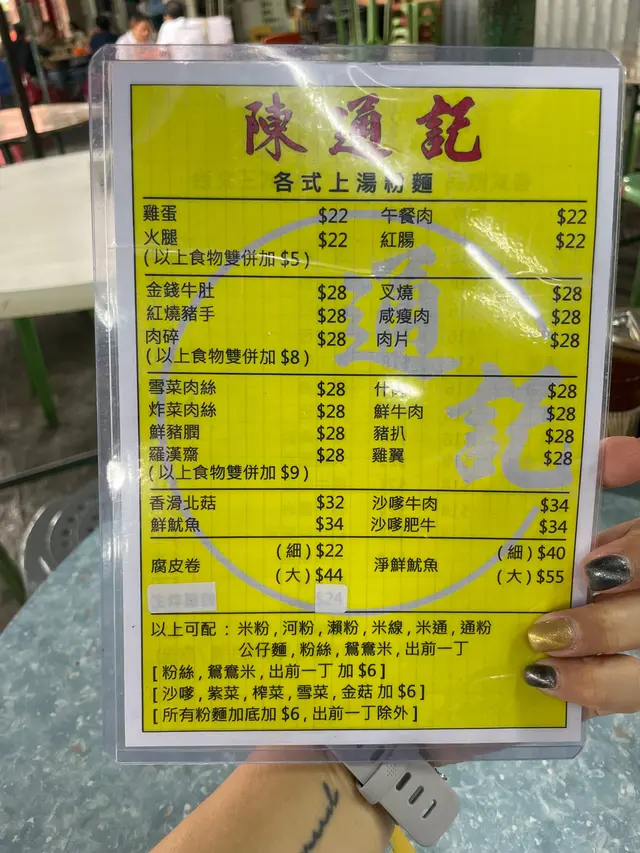 陳通記
各式上湯粉麵
雞蛋 $22 午餐肉 $22
火腿 $22 紅腸 $22
(以上食物雙併加 $5)
金錢牛肚 $28 叉燒 $28
紅燒豬手 $28 咸瘦肉 $28
肉碎 $28 肉片 $28
(以上食物雙併加 $8)
雪菜肉絲 $28 什 $28
炸菜肉絲 $28 鮮牛肉 $28
鮮豬膶 $28 豬扒 $28
羅漢齋 $28 雞翼 $28
(以上食物雙併加 $9)
香滑北菇 $32 沙嗲牛肉 $34
鮮魷魚 $34 沙嗲肥牛 $34
腐皮卷 (細) $22 淨鮮魷魚 (細) $40
(大) $44 (大) $55
$24
以上可配 : 米粉 , 河粉 , 瀨粉 , 米線 , 米通 , 通粉
公仔麵 , 粉絲 , 鴛鴦米 , 出前一丁
[ 粉絲 , 鴛鴦米 , 出前一丁 加 $6 ]
[ 沙嗲 , 紫菜 , 榨菜 , 雪菜 , 金菇 加 $6 ]
[ 所有粉麵加底加 $6 , 出前一丁除外 ]
通記